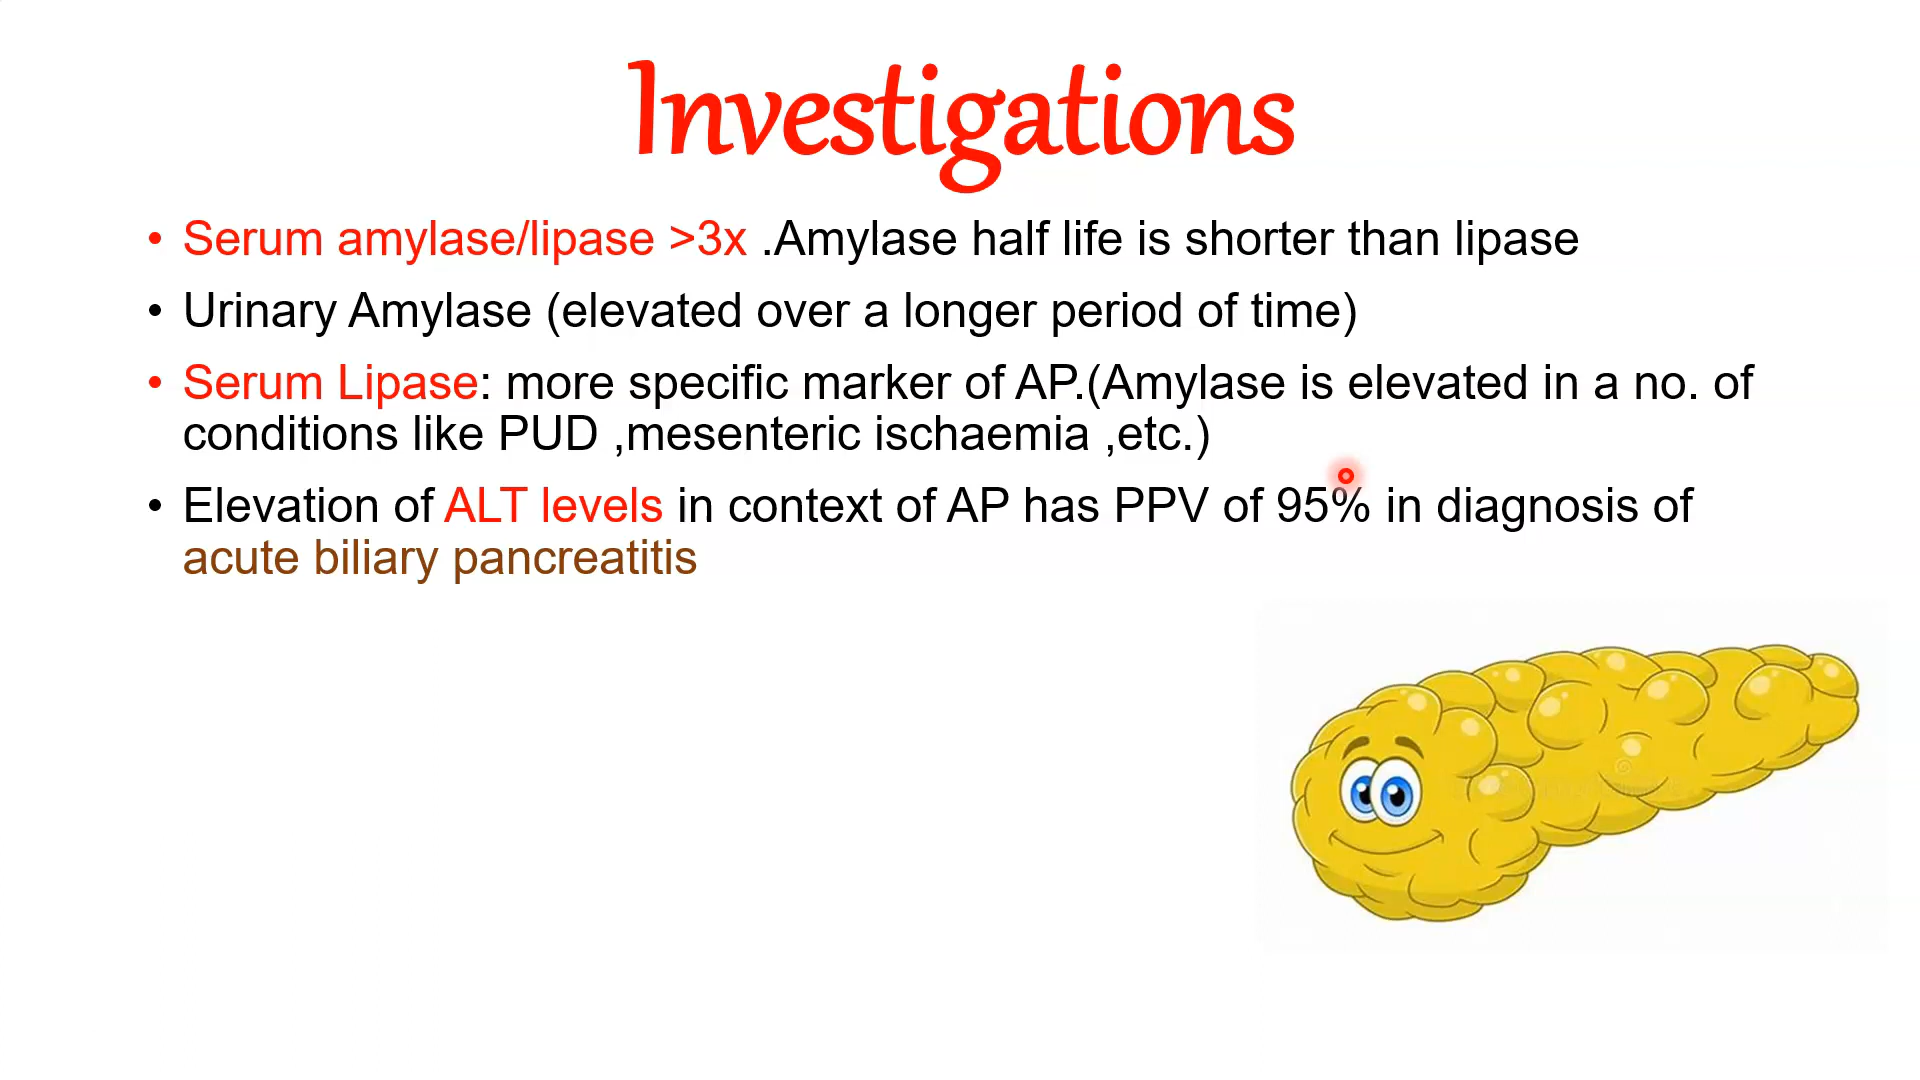 Investigations
• Serum amylase/lipase >3x .Amylase half life is shorter than lipase
• Urinary Amylase (elevated over a longer period of time)
• Serum Lipase: more specific marker of AP.(Amylase is elevated in a no. of
conditions like PUD ,mesenteric ischaemia ,etc.)
• Elevation of ALT levels in context of AP has PPV of 95% in diagnosis of
acute biliary pancreatitis